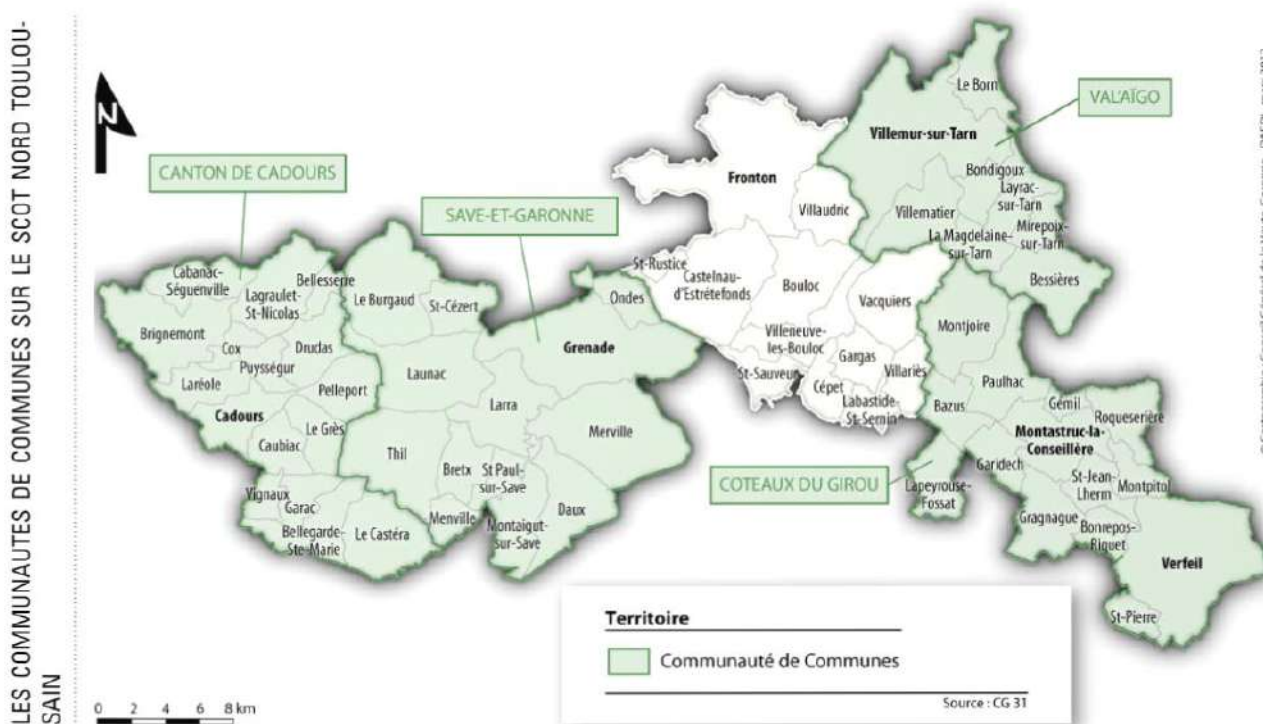 LES COMMUNAUTES DE COMMUNES SUR LE SCOT NORD TOULOU-
SAIN
N
CANTON DE CADOURS
SAVE-ET-GARONNE
VAL'AÏGO
COTEAUX DU GIROU
Le Born
Villemur-sur-Tarn
Bondigoux
Layrac-
sur-Tarn
Villematier
Mirepoix-
sur-Tarn
La Magdelaine-
sur-Tarn
Bessières
Fronton
Villaudric
St-Rustice
Castelnau-
d'Estrétefonds
Bouloc
Vacquiers
Villeneuve-
les-Bouloc
Gargas
St-Sauveur
Cépet
Villariès
Labastide-
St-Sernin
Cabanac-
Séguenville
Bellesserre
Lagraulet-
St-Nicolas
Brignemont
Cox
Drudas
Puysségur
Laréole
Pelleport
Cadours
Le Grès
Caubiac
Vignaux
Garac
Bellegarde-
Ste-Marie
Le Castéra
Le Burgaud
St-Cézert
Ondes
Grenade
Launac
Larra
Merville
Thil
Bretx
St Paul-
sur-Save
Menville
Daux
Montaigut-
sur-Save
Montjoire
Paulhac
Bazus
Gémil
Roqueserière
Montastruc-la-
Conseillère
Garidech
St-Jean-
Lherm
Montpitol
Lapeyrouse-
Fossat
Gragnague
Bonrepos-
Riquet
Verfeil
St-Pierre
Territoire
Communauté de Communes
Source : CG 31
0 2 4 6 8 km